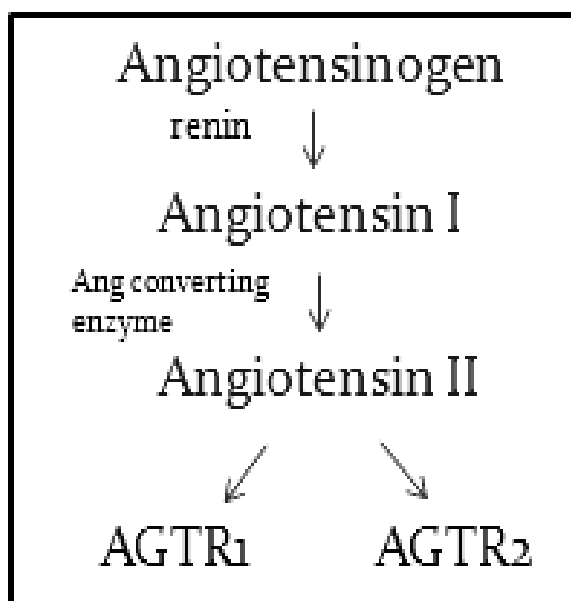 Angiotensinogen
renin
Angiotensin I
Ang converting
enzyme
Angiotensin II
AGTR1 AGTR2